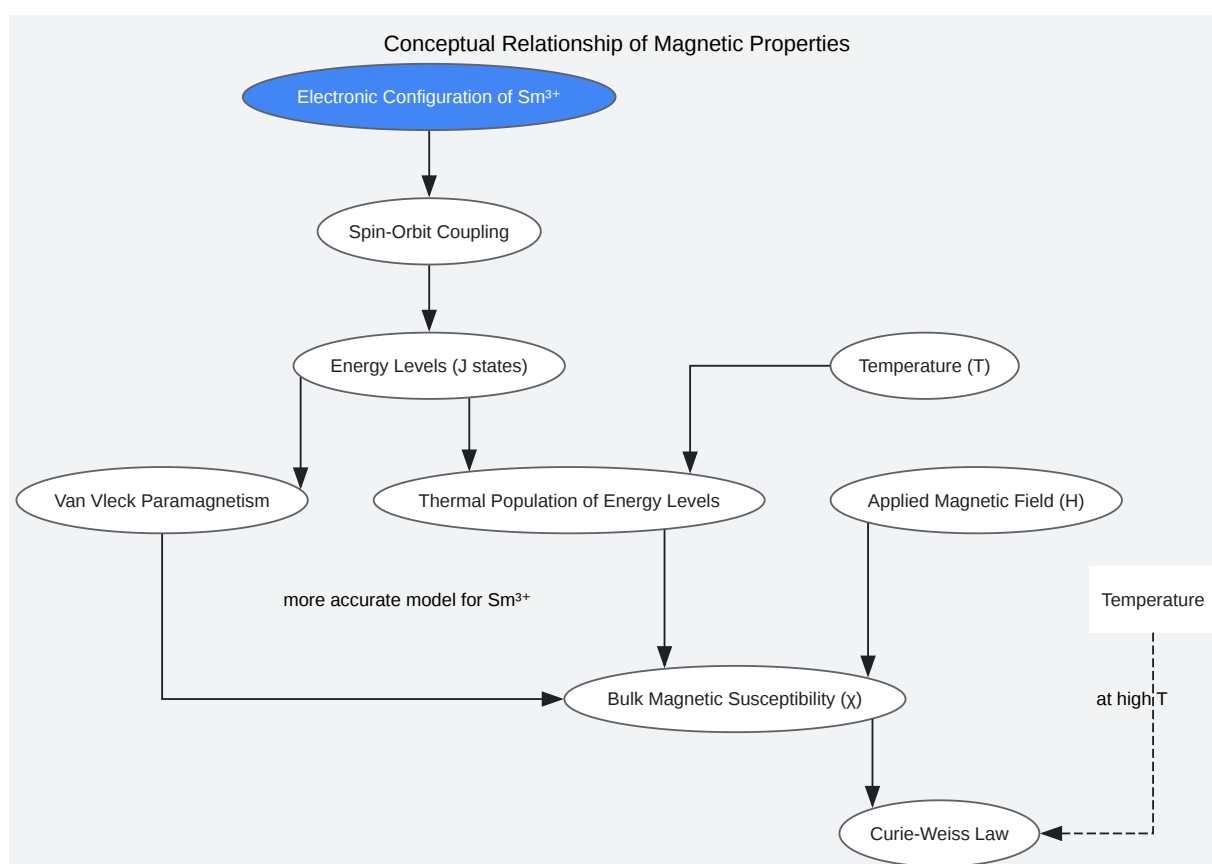 Conceptual Relationship of Magnetic Properties
Electronic Configuration of Sm³⁺
Spin-Orbit Coupling
Energy Levels (J states)
Temperature (T)
Van Vleck Paramagnetism
Thermal Population of Energy Levels
Applied Magnetic Field (H)
more accurate model for Sm³⁺
Temperature
Bulk Magnetic Susceptibility (χ)
at high T
Curie-Weiss Law